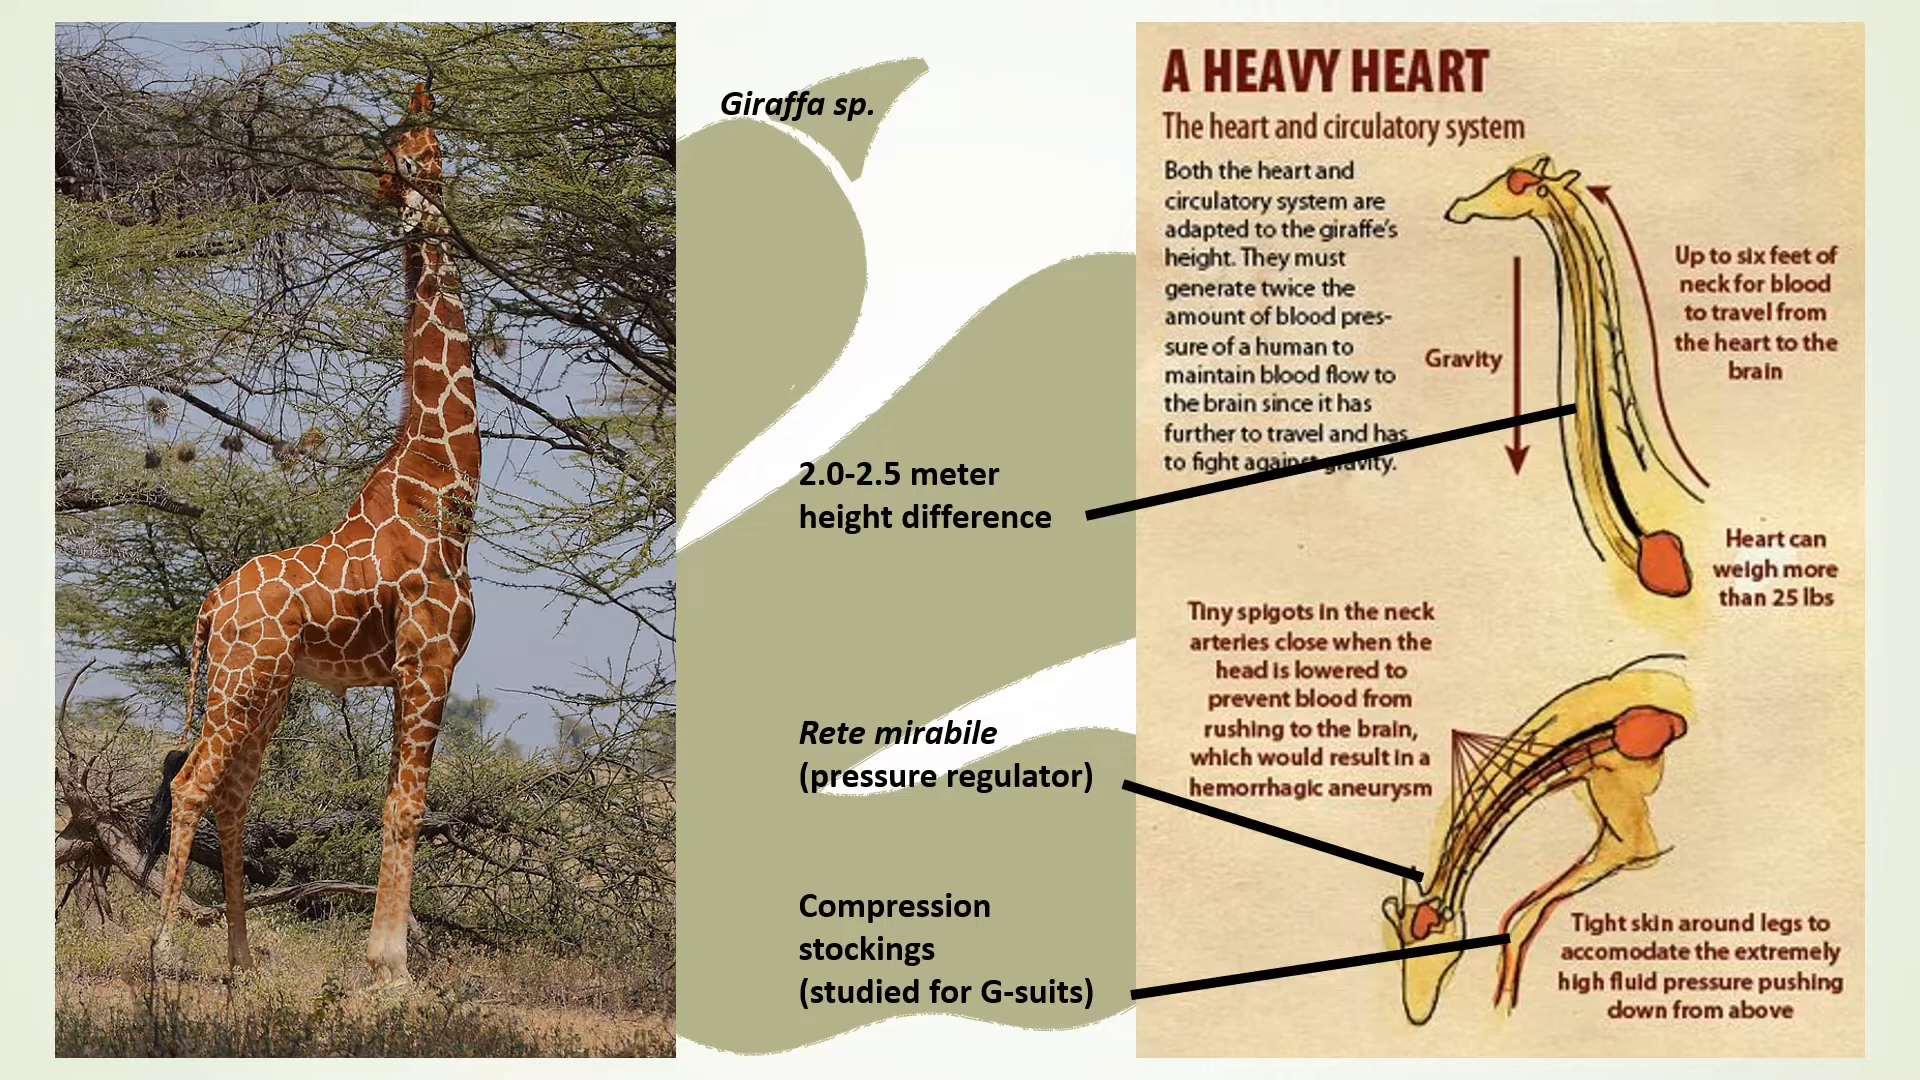 Giraffa sp.
2.0-2.5 meter
height difference
Rete mirabile
(pressure regulator)
Compression
stockings
(studied for G-suits)
A HEAVY HEART
The heart and circulatory system
Both the heart and
circulatory system are
adapted to the giraffe's
height. They must
generate twice the
amount of blood pres-
sure of a human to
maintain blood flow to
the brain since it has
further to travel and has
to fight against gravity.
Gravity
Up to six feet of
neck for blood
to travel from
the heart to the
brain
Heart can
weigh more
than 25 lbs
Tiny spigots in the neck
arteries close when the
head is lowered to
prevent blood from
rushing to the brain,
which would result in a
hemorrhagic aneurysm
Tight skin around legs to
accomodate the extremely
high fluid pressure pushing
down from above